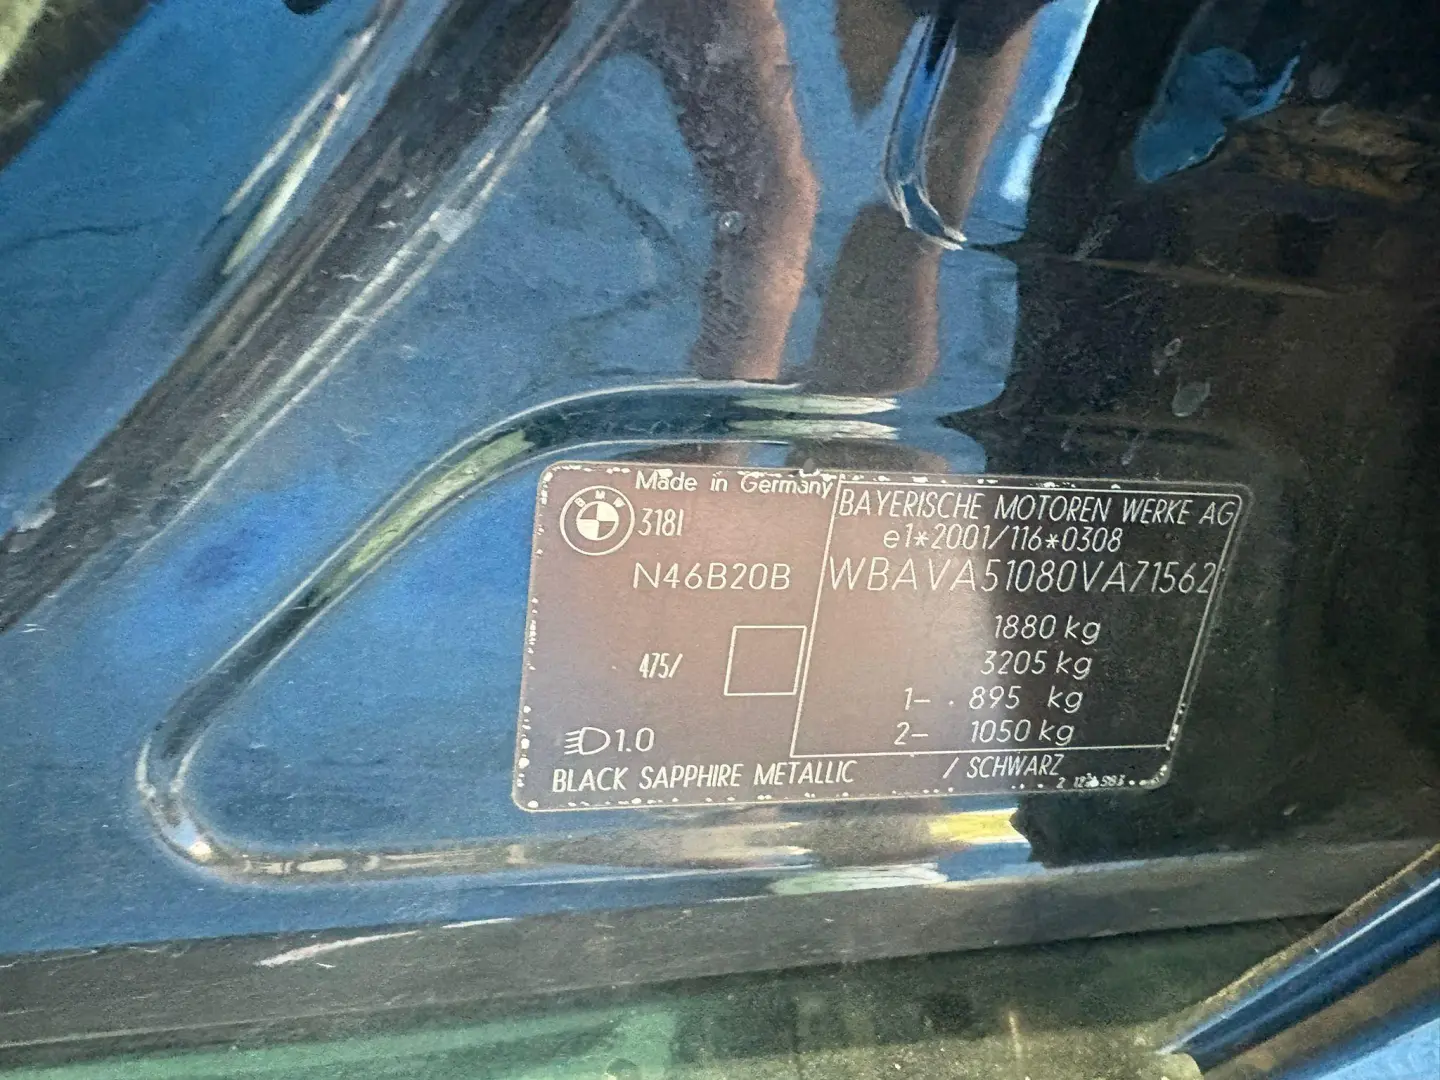 Made in Germany
BMW
318I
N46B20B
475/
1.0
BAYERISCHE MOTOREN WERKE AG
e1*2001/116*0308
WBAVA51080VA71562
1880 kg
3205 kg
1- 895 kg
2- 1050 kg
BLACK SAPPHIRE METALLIC / SCHWARZ